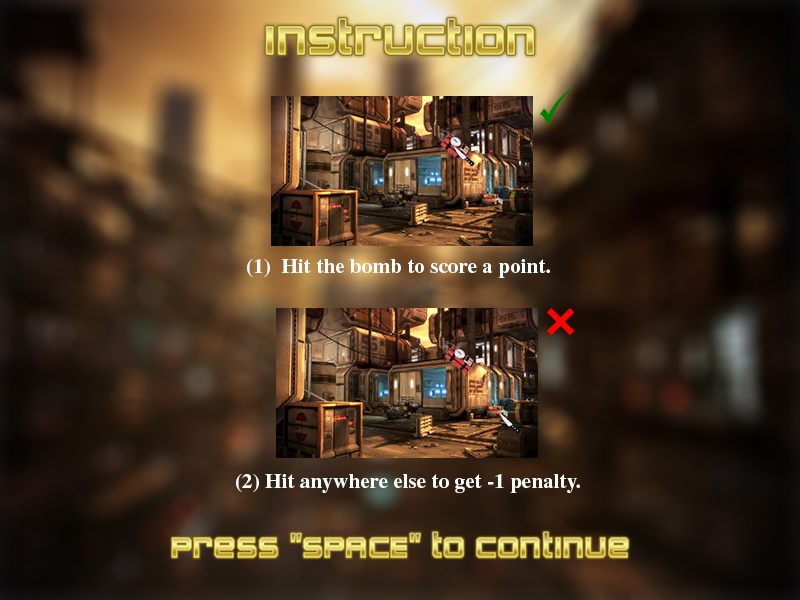 Instruction
(1) Hit the bomb to score a point.
(2) Hit anywhere else to get -1 penalty.
Press "SPACE" to continue